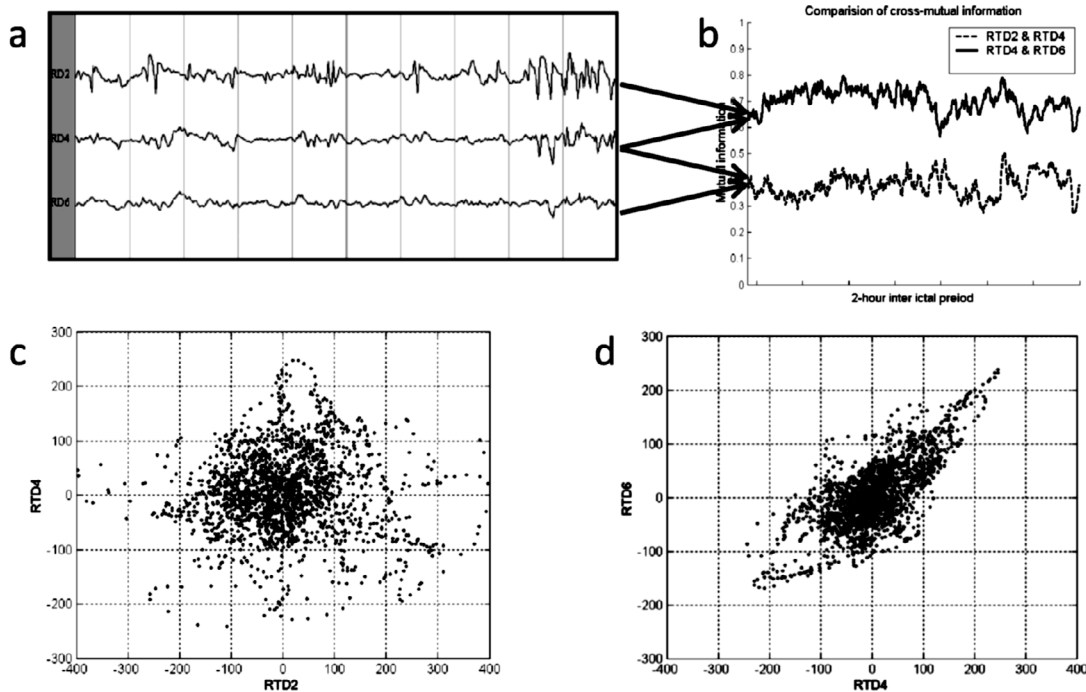 a
RD2
RD4
RD6
b
Comparision of cross-mutual information
RTD2 & RTD4
RTD4 & RTD6
Mutual information
1
0.9
0.8
0.7
0.6
0.5
0.4
0.3
0.2
0.1
0
2-hour inter ictal preiod
c
300
200
100
0
-100
-200
-300
RTD4
-400 -300 -200 -100 0 100 200 300 400
RTD2
d
300
200
100
0
-100
-200
-300
RTD6
-400 -300 -200 -100 0 100 200 300 400
RTD4